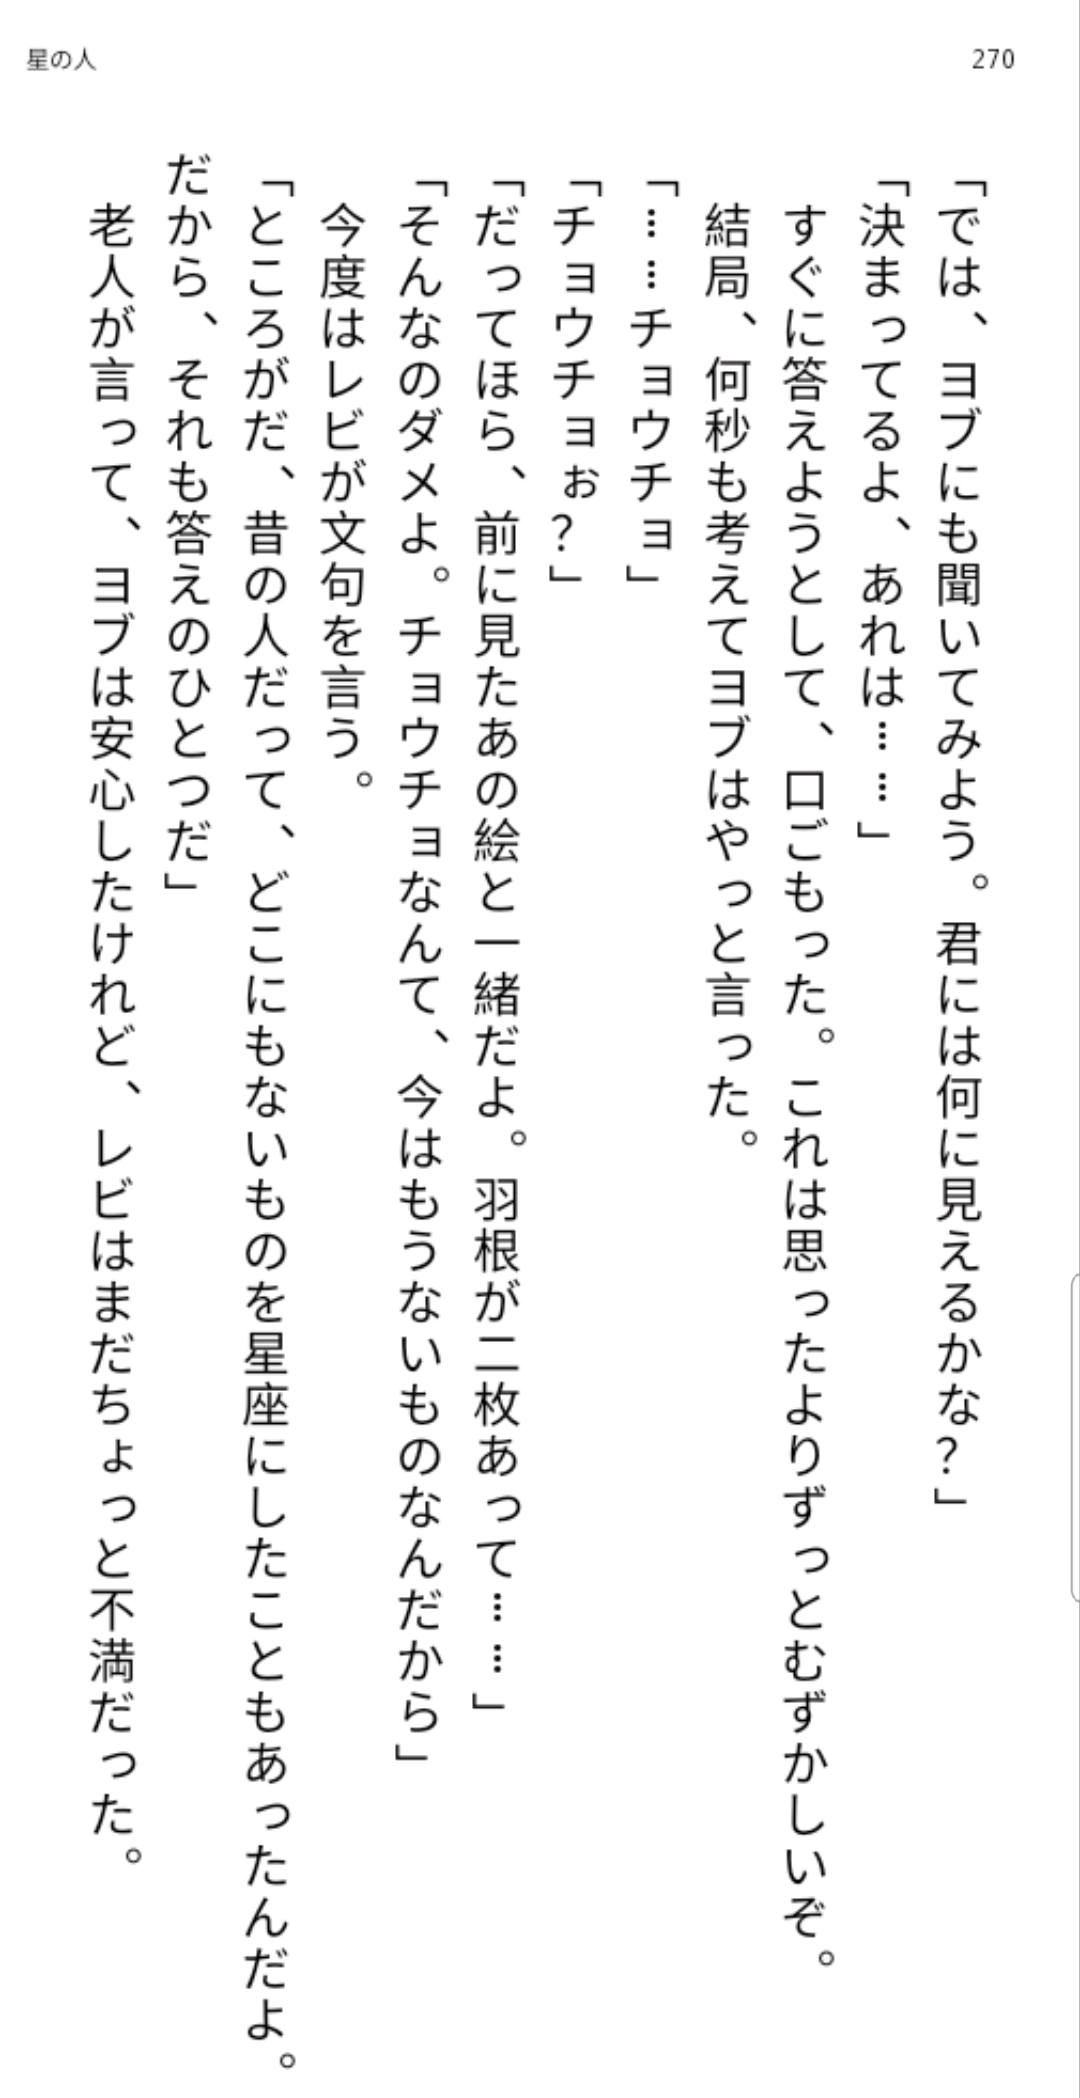 星の人
270
「では、ヨブにも聞いてみよう。君には何に見えるかな？」
「決まってるよ、あれは……」
すぐに答えようとして、口ごもった。これは思ったよりずっとむずかしいぞ。
結局、何秒も考えてヨブはやっと言った。
「……チョウチョ」
「チョウチョぉ？」
「だってほら、前に見たあの絵と一緒だよ。羽根が二枚あって……」
「そんなのダメよ。チョウチョなんて、今はもうないものなんだから」
今度はレビが文句を言う。
「ところがだ、昔の人だって、どこにもないものを星座にしたこともあったんだよ。
だから、それも答えのひとつだ」
老人が言って、ヨブは安心したけれど、レビはまだちょっと不満だった。